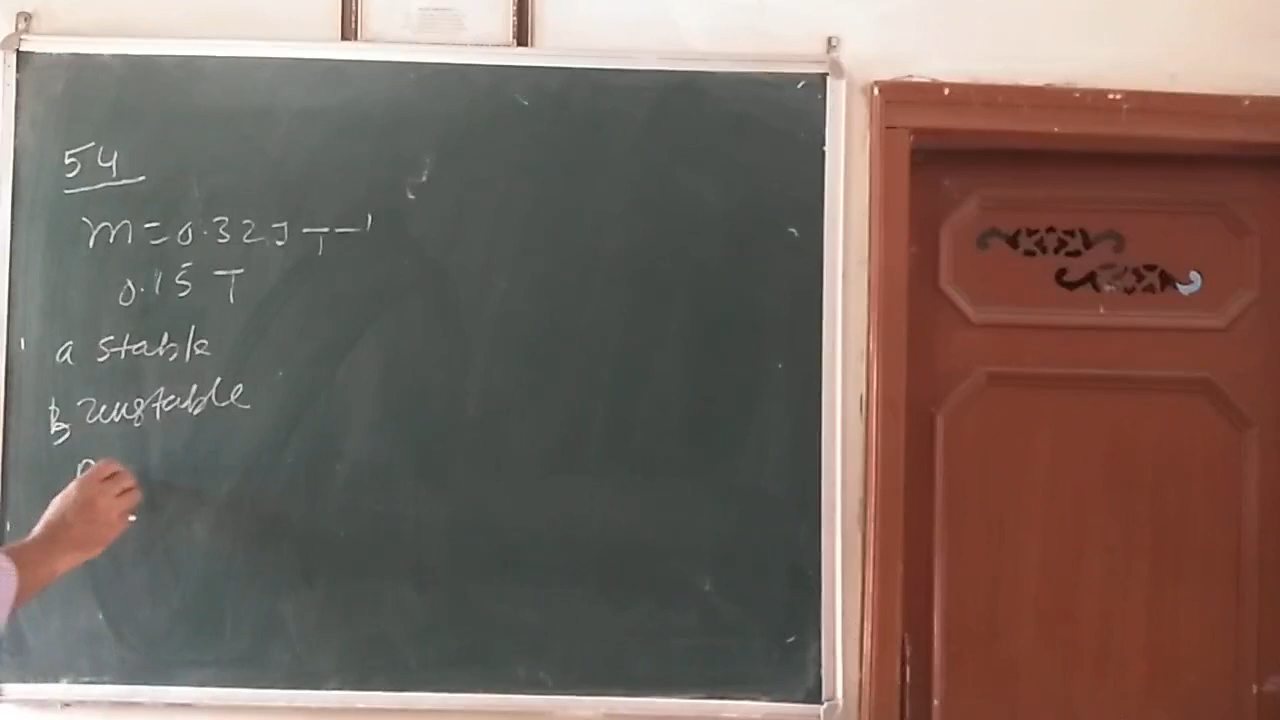 54
m = 0.32 J T⁻¹
0.15 T
a stable
b unstable